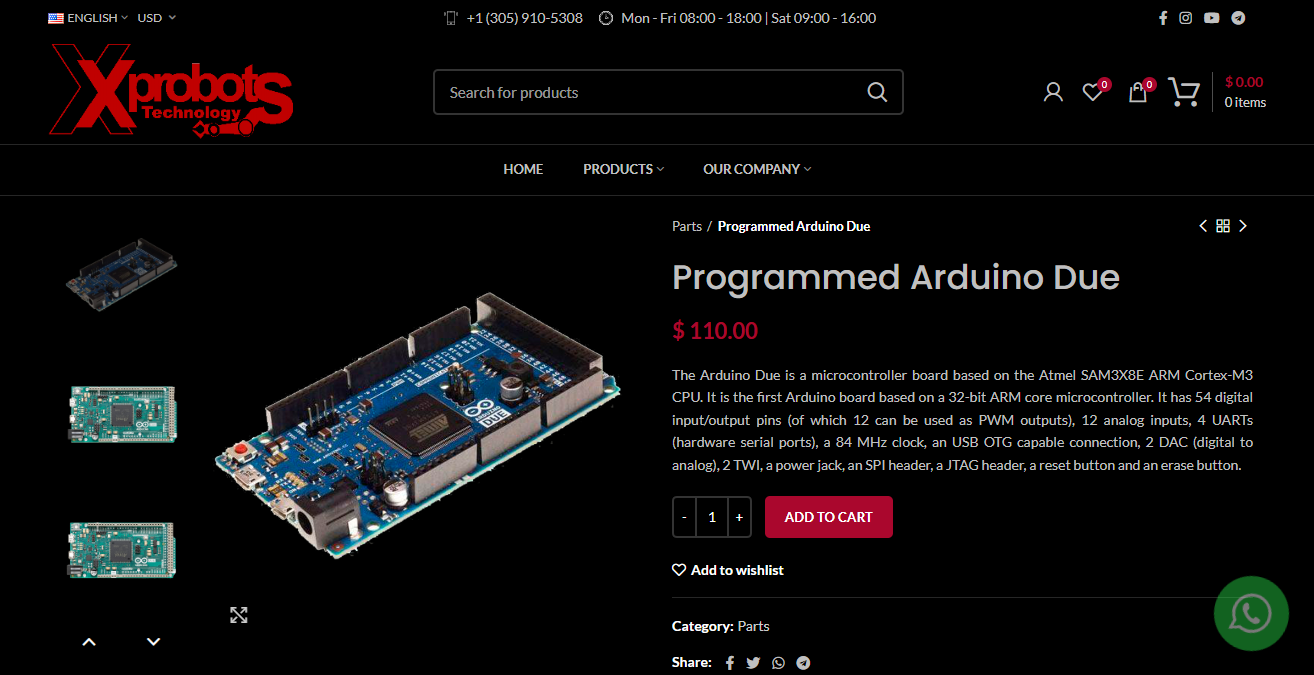 ENGLISH USD
+1 (305) 910-5308 Mon - Fri 08:00 - 18:00 | Sat 09:00 - 16:00
Xprobots
Technology
Search for products
0
0
$ 0.00
0 items
HOME PRODUCTS OUR COMPANY
Parts / Programmed Arduino Due
Programmed Arduino Due
$ 110.00
The Arduino Due is a microcontroller board based on the Atmel SAM3X8E ARM Cortex-M3
CPU. It is the first Arduino board based on a 32-bit ARM core microcontroller. It has 54 digital
input/output pins (of which 12 can be used as PWM outputs), 12 analog inputs, 4 UARTs
(hardware serial ports), a 84 MHz clock, an USB OTG capable connection, 2 DAC (digital to
analog), 2 TWI, a power jack, an SPI header, a JTAG header, a reset button and an erase button.
- 1 + ADD TO CART
Add to wishlist
Category: Parts
Share:
ATMEL
ARDUINO
DUE